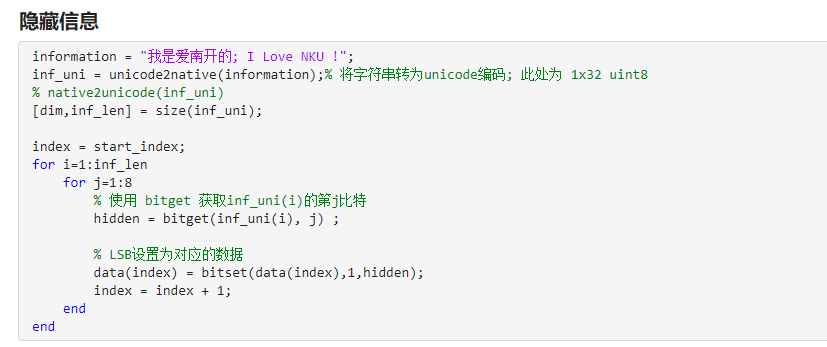 隐藏信息
information = "我是爱南开的; I Love NKU !";
inf_uni = unicode2native(information);% 将字符串转为unicode编码; 此处为 1x32 uint8
% native2unicode(inf_uni)
[dim,inf_len] = size(inf_uni);
index = start_index;
for i=1:inf_len
for j=1:8
% 使用 bitget 获取inf_uni(i)的第j比特
hidden = bitget(inf_uni(i), j) ;
% LSB设置为对应的数据
data(index) = bitset(data(index),1,hidden);
index = index + 1;
end
end